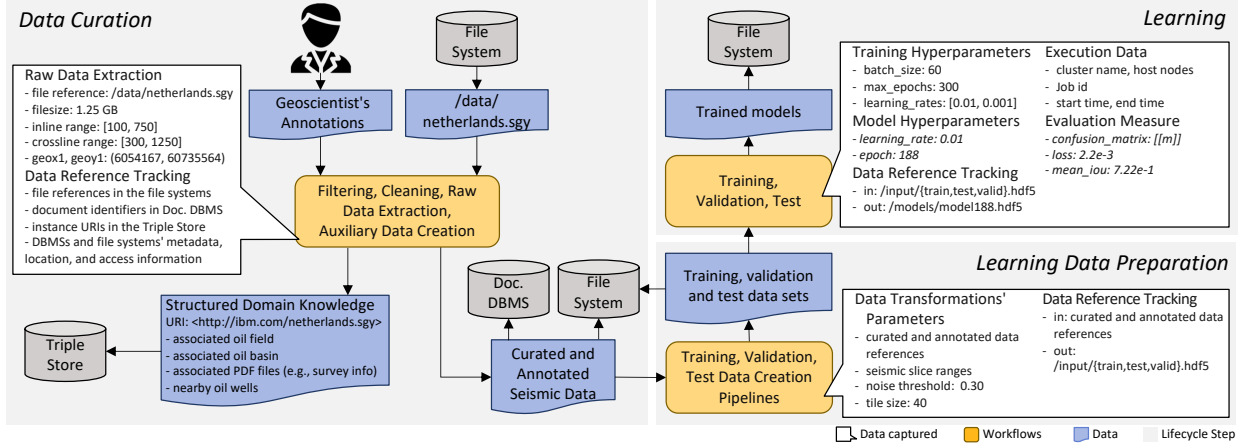 Data Curation
File
System
Raw Data Extraction
- file reference: /data/netherlands.sgy
- filesize: 1.25 GB
- inline range: [100, 750]
- crossline range: [300, 1250]
- geox1, geoy1: (6054167, 60735564)
Data Reference Tracking
- file references in the file systems
- document identifiers in Doc. DBMS
- instance URIs in the Triple Store
- DBMSs and file systems' metadata,
location, and access information
Geoscientist's
Annotations
/data/
netherlands.sgy
Filtering, Cleaning, Raw
Data Extraction,
Auxiliary Data Creation
Structured Domain Knowledge
URI: <http://ibm.com/netherlands.sgy>
- associated oil field
- associated oil basin
- associated PDF files (e.g., survey info)
- nearby oil wells
Triple
Store
Doc.
DBMS
File
System
Curated and
Annotated
Seismic Data
Learning
File
System
Trained models
Training,
Validation, Test
Training Hyperparameters
- batch_size: 60
- max_epochs: 300
- learning_rates: [0.01, 0.001]
Model Hyperparameters
- learning_rate: 0.01
- epoch: 188
Data Reference Tracking
- in: /input/{train,test,valid}.hdf5
- out: /models/model188.hdf5
Execution Data
- cluster name, host nodes
- Job id
- start time, end time
Evaluation Measure
- confusion_matrix: [[m]]
- loss: 2.2e-3
- mean_iou: 7.22e-1
Learning Data Preparation
Training, validation
and test data sets
Training, Validation,
Test Data Creation
Pipelines
Data Transformations'
Parameters
- curated and annotated data
references
- seismic slice ranges
- noise threshold: 0.30
- tile size: 40
Data Reference Tracking
- in: curated and annotated data
references
- out:
/input/{train,test,valid}.hdf5
Data captured
Workflows
Data
Lifecycle Step